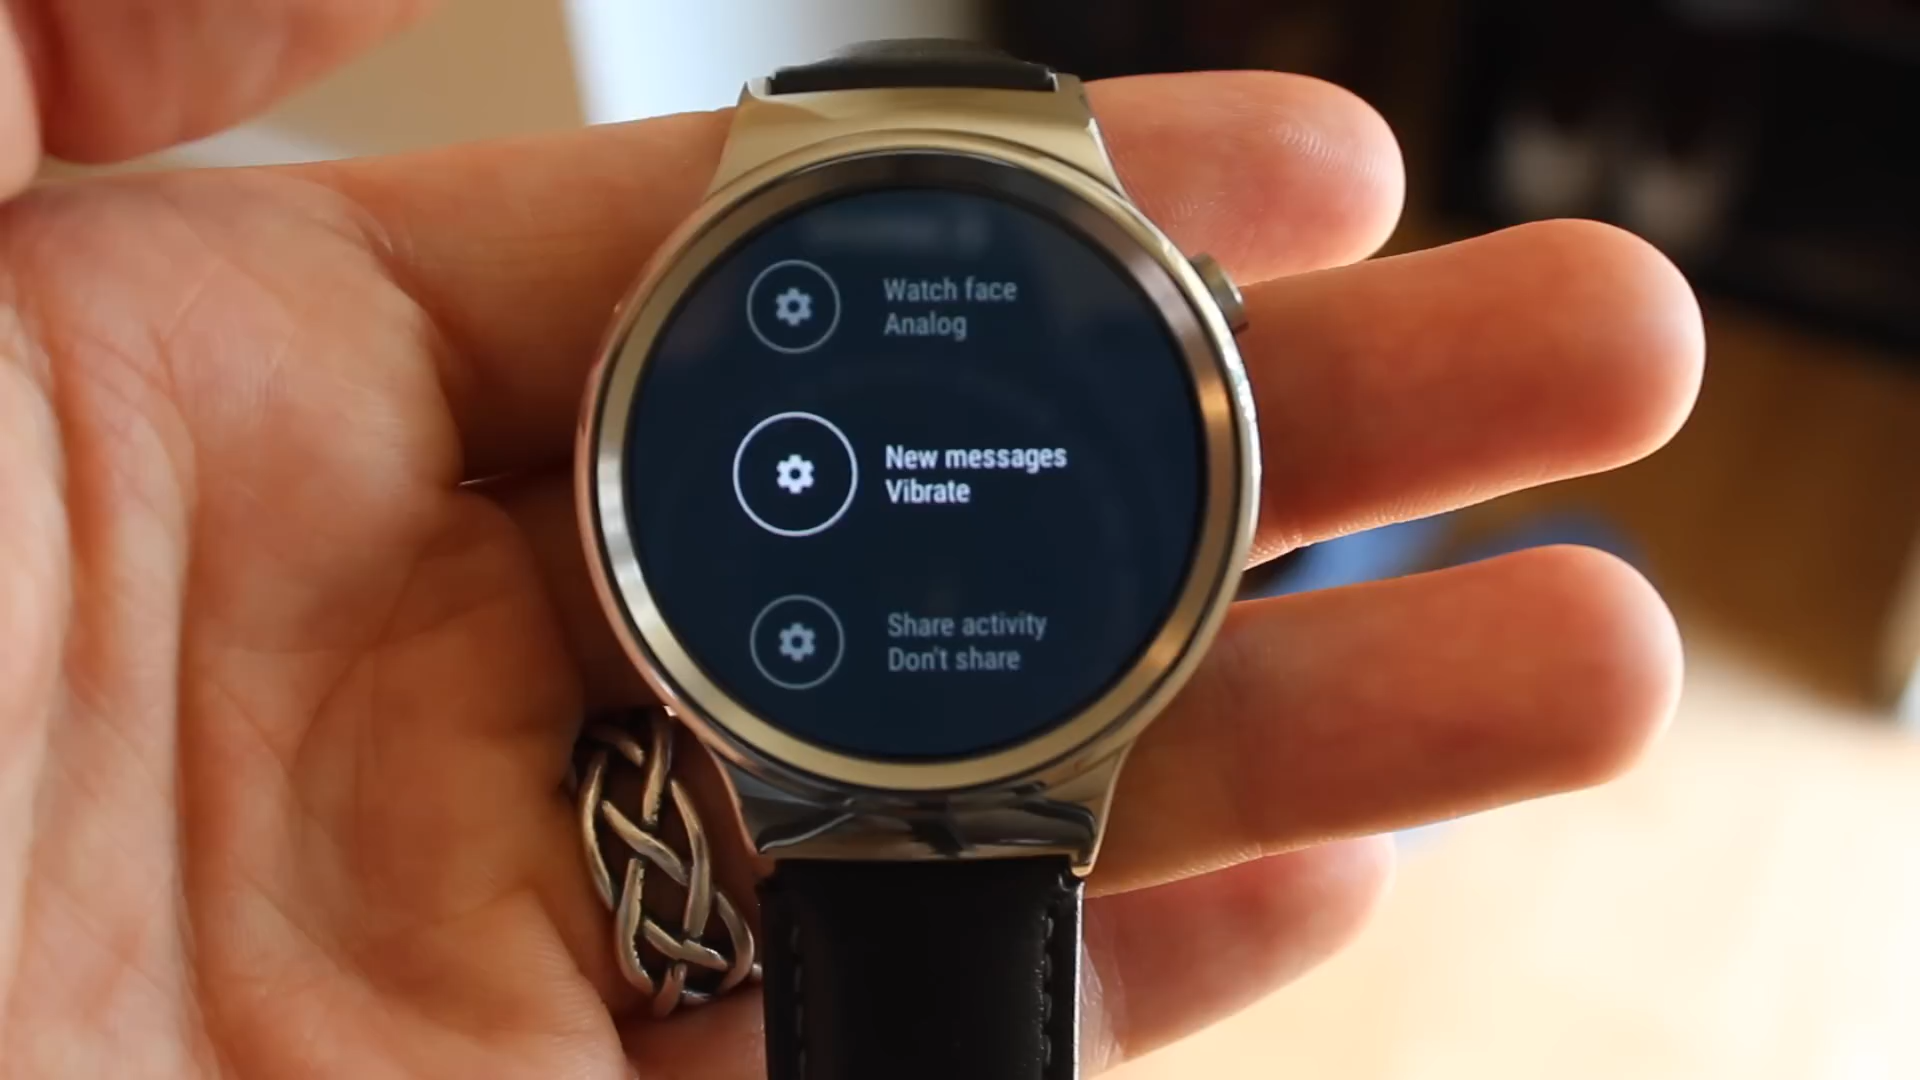 Watch face
Analog
New messages
Vibrate
Share activity
Don't share